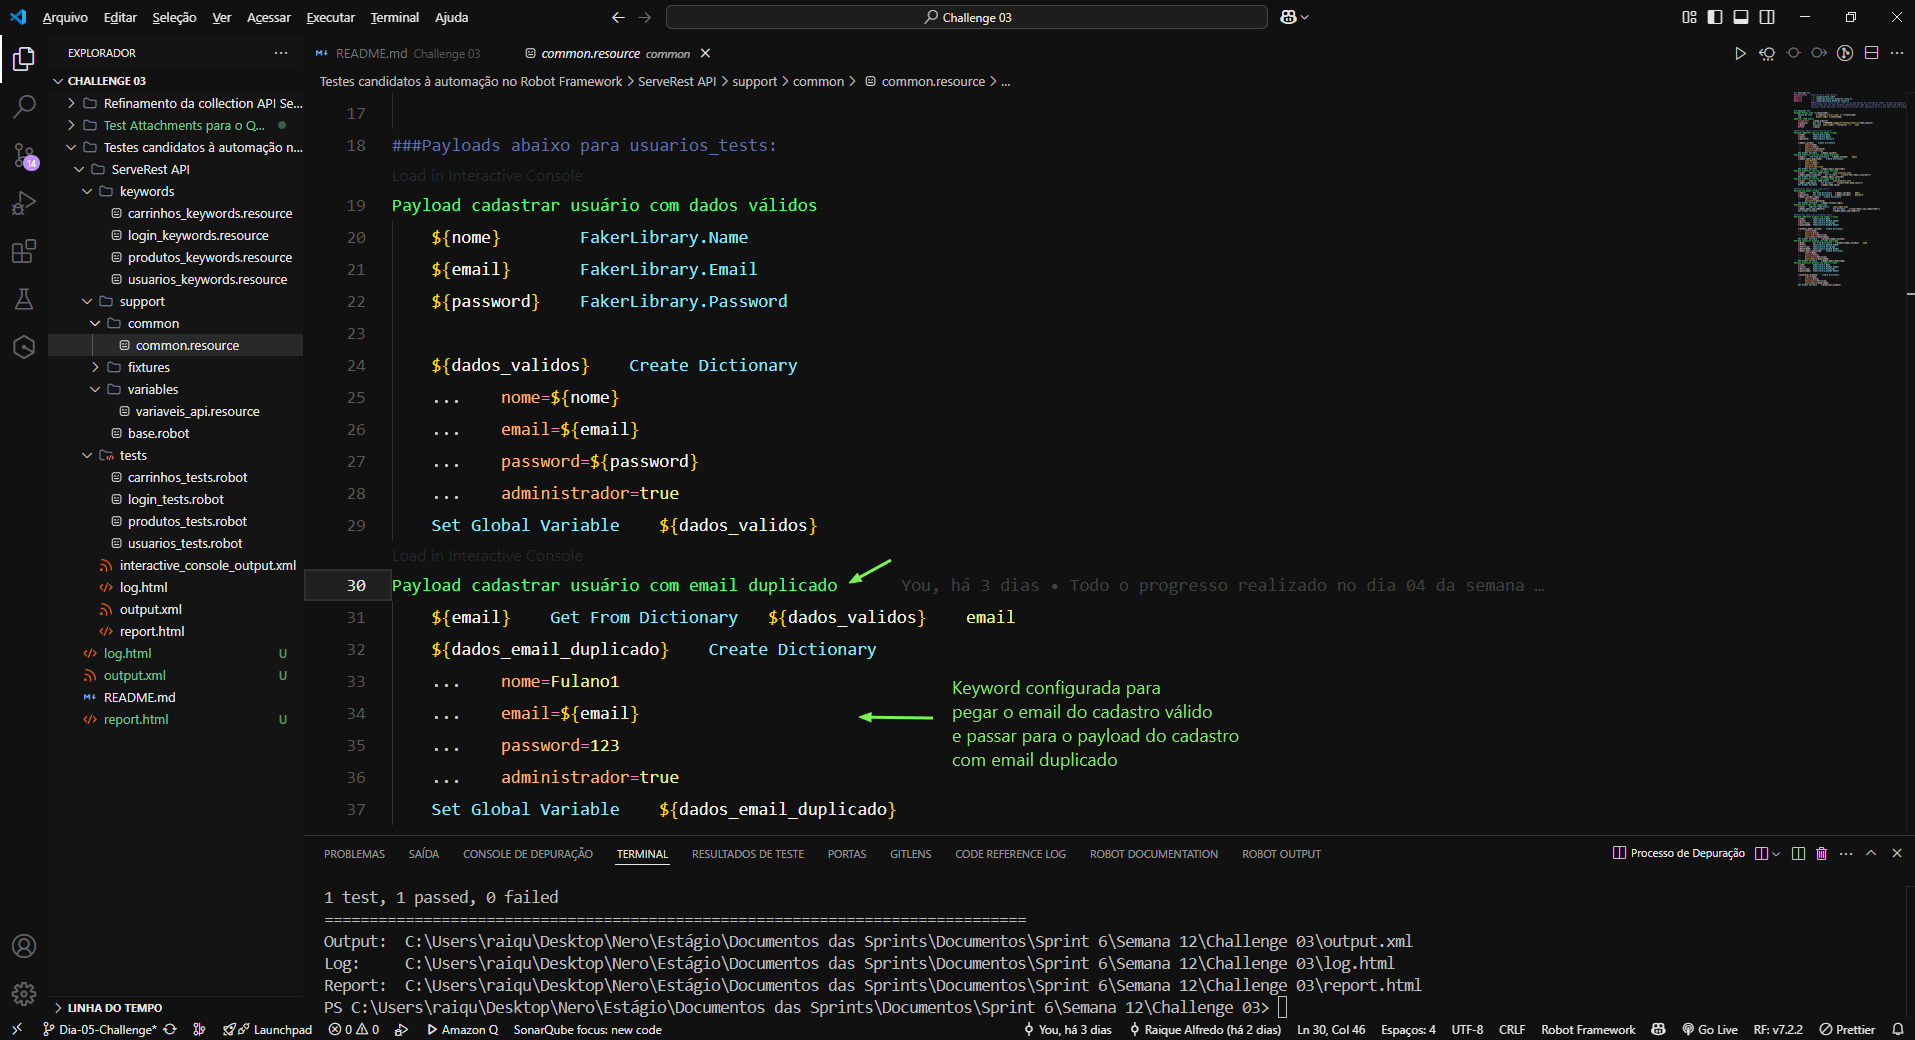 Arquivo Editar Seleção Ver Acessar Executar Terminal Ajuda
Challenge 03
EXPLORADOR
CHALLENGE 03
Refinamento da collection API Se...
Test Attachments para o Q...
Testes candidatos à automação n...
ServeRest API
keywords
carrinhos_keywords.resource
login_keywords.resource
produtos_keywords.resource
usuarios_keywords.resource
support
common
common.resource
fixtures
variables
variaveis_api.resource
base.robot
tests
carrinhos_tests.robot
login_tests.robot
produtos_tests.robot
usuarios_tests.robot
interactive_console_output.xml
log.html
output.xml
report.html
log.html U
output.xml U
README.md
report.html U
LINHA DO TEMPO
14
README.md Challenge 03
common.resource common
Testes candidatos à automação no Robot Framework > ServeRest API > support > common > common.resource > ...
17
18 ###Payloads abaixo para usuarios_tests:
Load in Interactive Console
19 Payload cadastrar usuário com dados válidos
20 ${nome} FakerLibrary.Name
21 ${email} FakerLibrary.Email
22 ${password} FakerLibrary.Password
23
24 ${dados_validos} Create Dictionary
25 ... nome=${nome}
26 ... email=${email}
27 ... password=${password}
28 ... administrador=true
29 Set Global Variable ${dados_validos}
Load in Interactive Console
30 Payload cadastrar usuário com email duplicado You, há 3 dias • Todo o progresso realizado no dia 04 da semana …
31 ${email} Get From Dictionary ${dados_validos} email
32 ${dados_email_duplicado} Create Dictionary
33 ... nome=Fulano1
34 ... email=${email}
35 ... password=123
36 ... administrador=true
37 Set Global Variable ${dados_email_duplicado}
Keyword configurada para
pegar o email do cadastro válido
e passar para o payload do cadastro
com email duplicado
PROBLEMAS SAÍDA CONSOLE DE DEPURAÇÃO TERMINAL RESULTADOS DE TESTE PORTAS GITLENS CODE REFERENCE LOG ROBOT DOCUMENTATION ROBOT OUTPUT
Processo de Depuração
1 test, 1 passed, 0 failed
==============================================================================
Output: C:\Users\raiqu\Desktop\Nero\Estágio\Documentos das Sprints\Documentos\Sprint 6\Semana 12\Challenge 03\output.xml
Log: C:\Users\raiqu\Desktop\Nero\Estágio\Documentos das Sprints\Documentos\Sprint 6\Semana 12\Challenge 03\log.html
Report: C:\Users\raiqu\Desktop\Nero\Estágio\Documentos das Sprints\Documentos\Sprint 6\Semana 12\Challenge 03\report.html
PS C:\Users\raiqu\Desktop\Nero\Estágio\Documentos das Sprints\Documentos\Sprint 6\Semana 12\Challenge 03>
Dia-05-Challenge* Launchpad 0 0 Amazon Q SonarQube focus: new code You, há 3 dias Raique Alfredo (há 2 dias) Ln 30, Col 46 Espaços: 4 UTF-8 CRLF Robot Framework Go Live RF: v7.2.2 Prettier